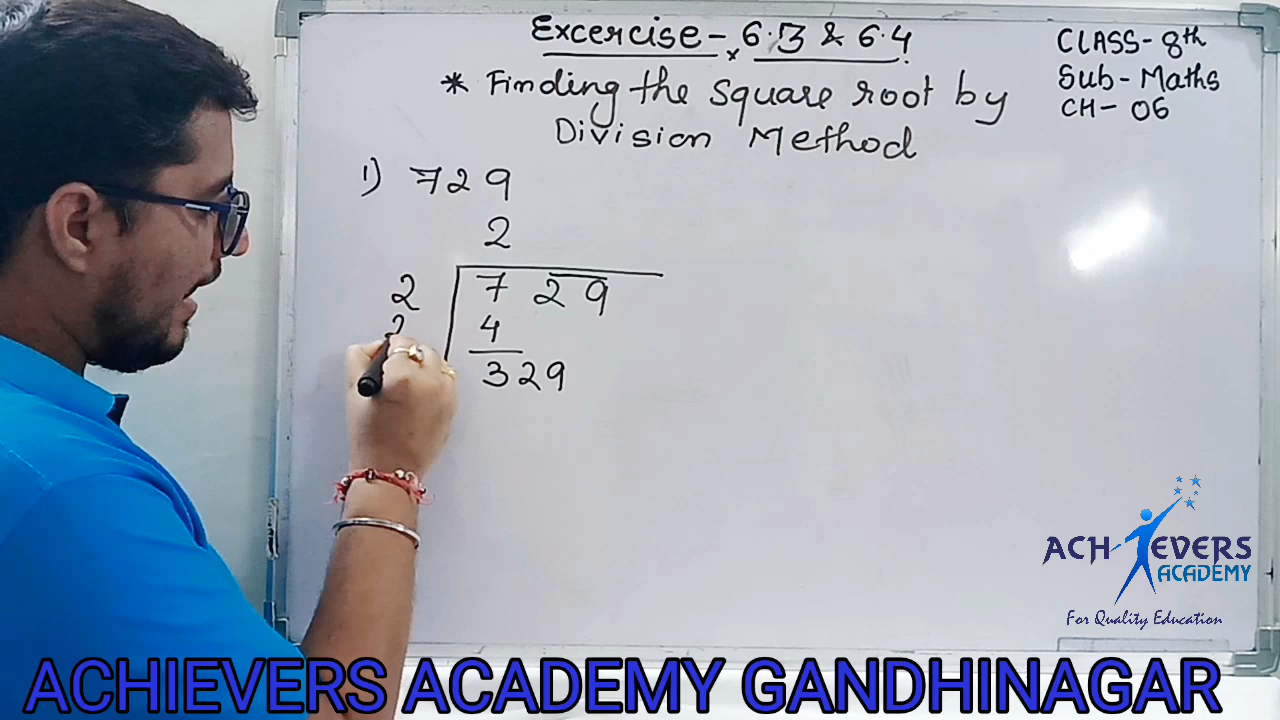 Excercise - 6.3 & 6.4
CLASS - 8th
Sub - Maths
CH - 06
* Finding the square root by
Division Method
1) 729
2
2 7 29
2 4
329
ACHIEVERS
ACADEMY
For Quality Education
ACHIEVERS ACADEMY GANDHINAGAR